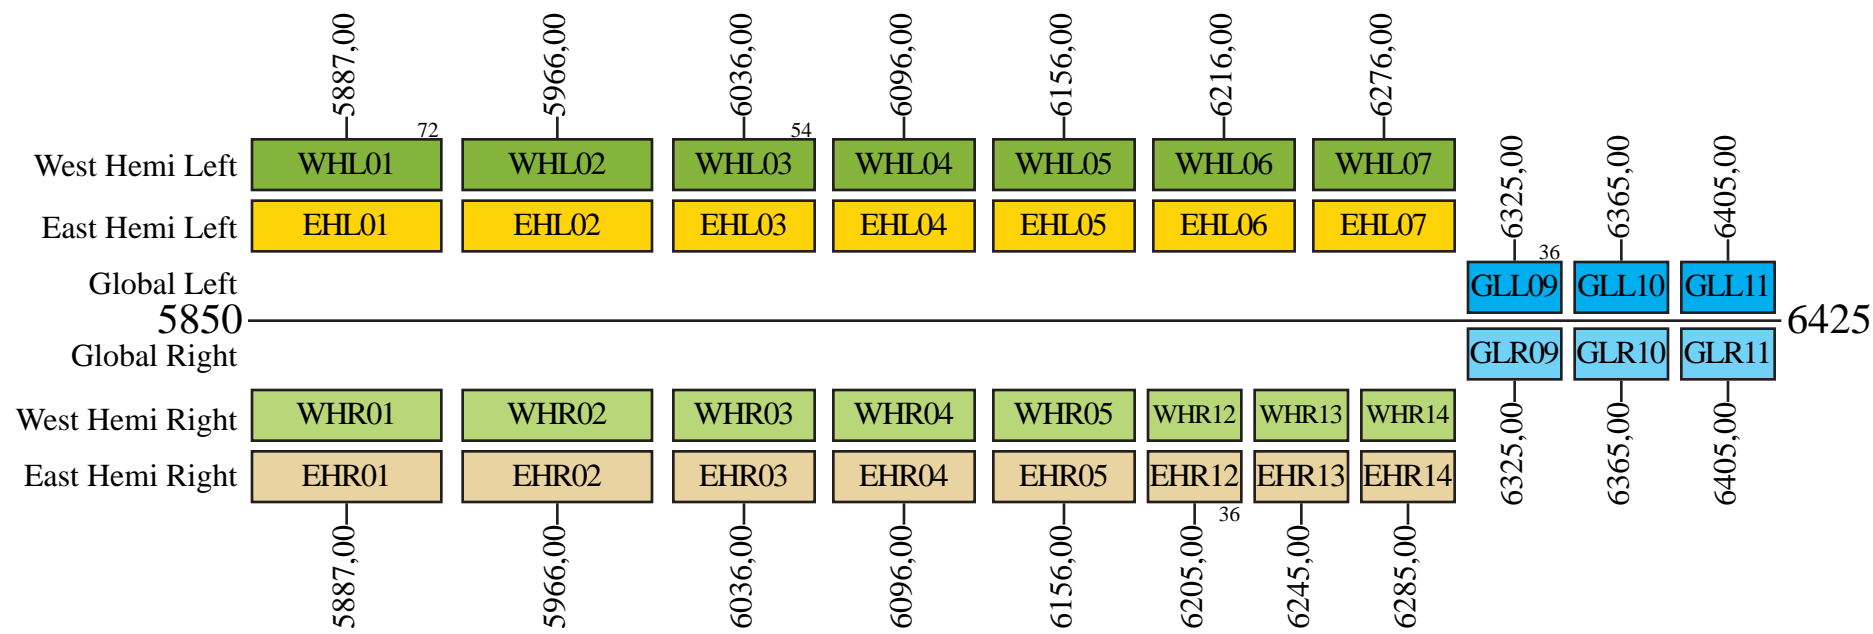 5887,00 5966,00 6036,00 6096,00 6156,00 6216,00 6276,00
72 54
West Hemi Left WHL01 WHL02 WHL03 WHL04 WHL05 WHL06 WHL07
6325,00 6365,00 6405,00
East Hemi Left EHL01 EHL02 EHL03 EHL04 EHL05 EHL06 EHL07
36
Global Left GLL09 GLL10 GLL11
5850 6425
Global Right GLR09 GLR10 GLR11
West Hemi Right WHR01 WHR02 WHR03 WHR04 WHR05 WHR12 WHR13 WHR14
6325,00 6365,00 6405,00
East Hemi Right EHR01 EHR02 EHR03 EHR04 EHR05 EHR12 EHR13 EHR14
36
5887,00 5966,00 6036,00 6096,00 6156,00 6205,00 6245,00 6285,00